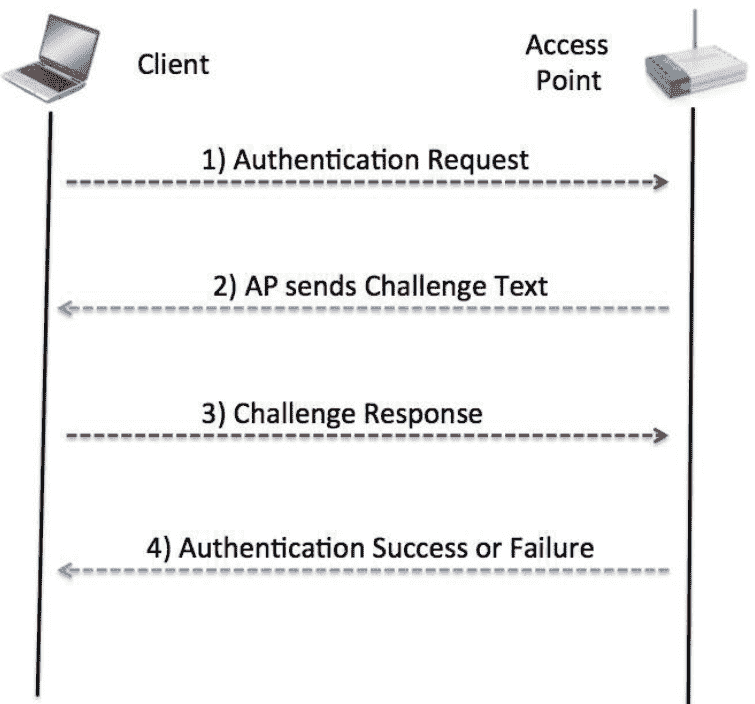 Client
Access
Point
1) Authentication Request
2) AP sends Challenge Text
3) Challenge Response
4) Authentication Success or Failure